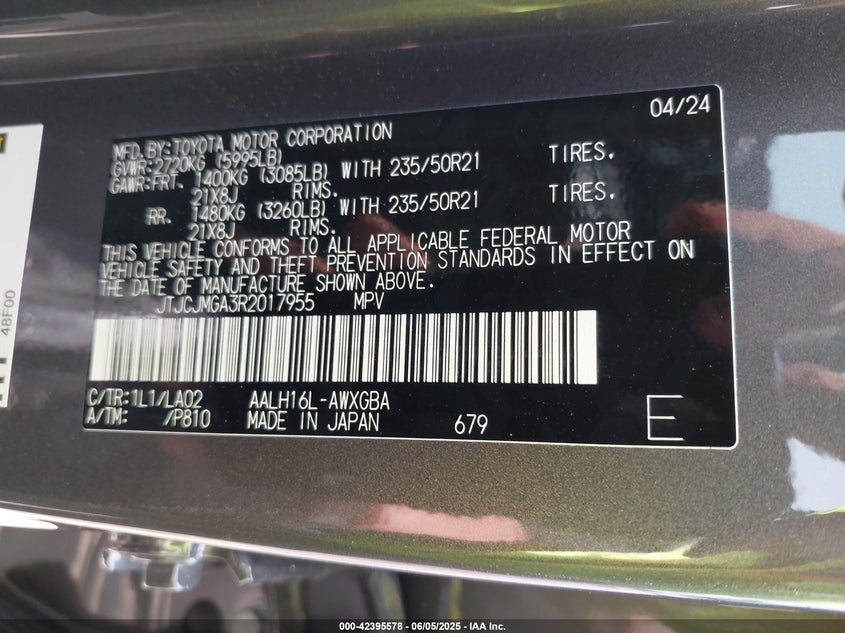 04/24
MFD.BY:TOYOTA MOTOR CORPORATION
GVWR:2720KG (5995LB)
GAWR:FRT. 1400KG (3085LB) WITH 235/50R21 TIRES.
21X8J RIMS.
RR. 1480KG (3260LB) WITH 235/50R21 TIRES.
21X8J RIMS.
THIS VEHICLE CONFORMS TO ALL APPLICABLE FEDERAL MOTOR
VEHICLE SAFETY AND THEFT PREVENTION STANDARDS IN EFFECT ON
THE DATE OF MANUFACTURE SHOWN ABOVE.
JTJCJMGA3R2017955 MPV
C/TR:1L1/LA02 AALH16L-AWXGBA
A/TM: /P810 MADE IN JAPAN 679 E
48F00
000-42395578 - 06/05/2025 - IAA Inc.